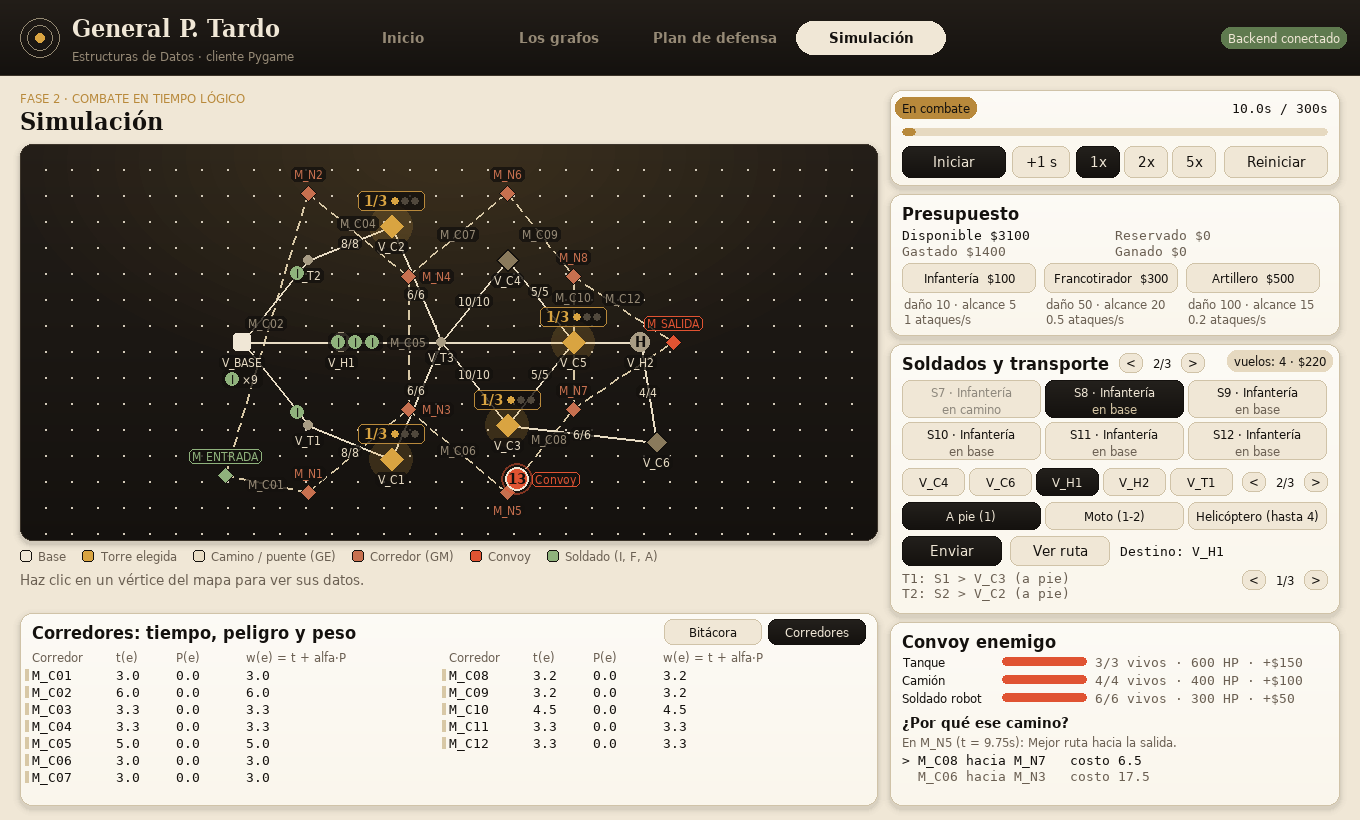 General P. Tardo
Estructuras de Datos · cliente Pygame
Inicio
Los grafos
Plan de defensa
Simulación
Backend conectado
FASE 2 · COMBATE EN TIEMPO LÓGICO
Simulación
M_N2
M_N6
1/3
M_C04
M_C07
M_C09
8/8
V_C2
M_N8
T2
M_N4
V_C4
6/6
10/10
5/5
M_C10
M_C12
1/3
M_C02
M_SALIDA
M_C05
H
V_BASE
V_H1
V_T3
V_C5
V_H2
×9
10/10
5/5
6/6
M_N7
4/4
1/3
M_N3
V_T1
1/3
V_C3
M_C08
6/6
M_ENTRADA
8/8
M_C06
V_C6
M_N1
V_C1
M_C01
13
Convoy
M_N5
Base
Torre elegida
Camino / puente (GE)
Corredor (GM)
Convoy
Soldado (I, F, A)
Haz clic en un vértice del mapa para ver sus datos.
Corredores: tiempo, peligro y peso
Bitácora
Corredores
Corredor t(e) P(e) w(e) = t + alfa·P
M_C01 3.0 0.0 3.0
M_C02 6.0 0.0 6.0
M_C03 3.3 0.0 3.3
M_C04 3.3 0.0 3.3
M_C05 5.0 0.0 5.0
M_C06 3.0 0.0 3.0
M_C07 3.0 0.0 3.0
Corredor t(e) P(e) w(e) = t + alfa·P
M_C08 3.2 0.0 3.2
M_C09 3.2 0.0 3.2
M_C10 4.5 0.0 4.5
M_C11 3.3 0.0 3.3
M_C12 3.3 0.0 3.3
En combate
10.0s / 300s
Iniciar
+1 s
1x
2x
5x
Reiniciar
Presupuesto
Disponible $3100
Reservado $0
Gastado $1400
Ganado $0
Infantería $100
Francotirador $300
Artillero $500
daño 10 · alcance 5
daño 50 · alcance 20
daño 100 · alcance 15
1 ataques/s
0.5 ataques/s
0.2 ataques/s
Soldados y transporte
<
2/3
>
vuelos: 4 · $220
S7 · Infantería
en camino
S8 · Infantería
en base
S9 · Infantería
en base
S10 · Infantería
en base
S11 · Infantería
en base
S12 · Infantería
en base
V_C4
V_C6
V_H1
V_H2
V_T1
<
2/3
>
A pie (1)
Moto (1-2)
Helicóptero (hasta 4)
Enviar
Ver ruta
Destino: V_H1
T1: S1 > V_C3 (a pie)
T2: S2 > V_C2 (a pie)
<
1/3
>
Convoy enemigo
Tanque 3/3 vivos · 600 HP · +$150
Camión 4/4 vivos · 400 HP · +$100
Soldado robot 6/6 vivos · 300 HP · +$50
¿Por qué ese camino?
En M_N5 (t = 9.75s): Mejor ruta hacia la salida.
> M_C08 hacia M_N7 costo 6.5
M_C06 hacia M_N3 costo 17.5